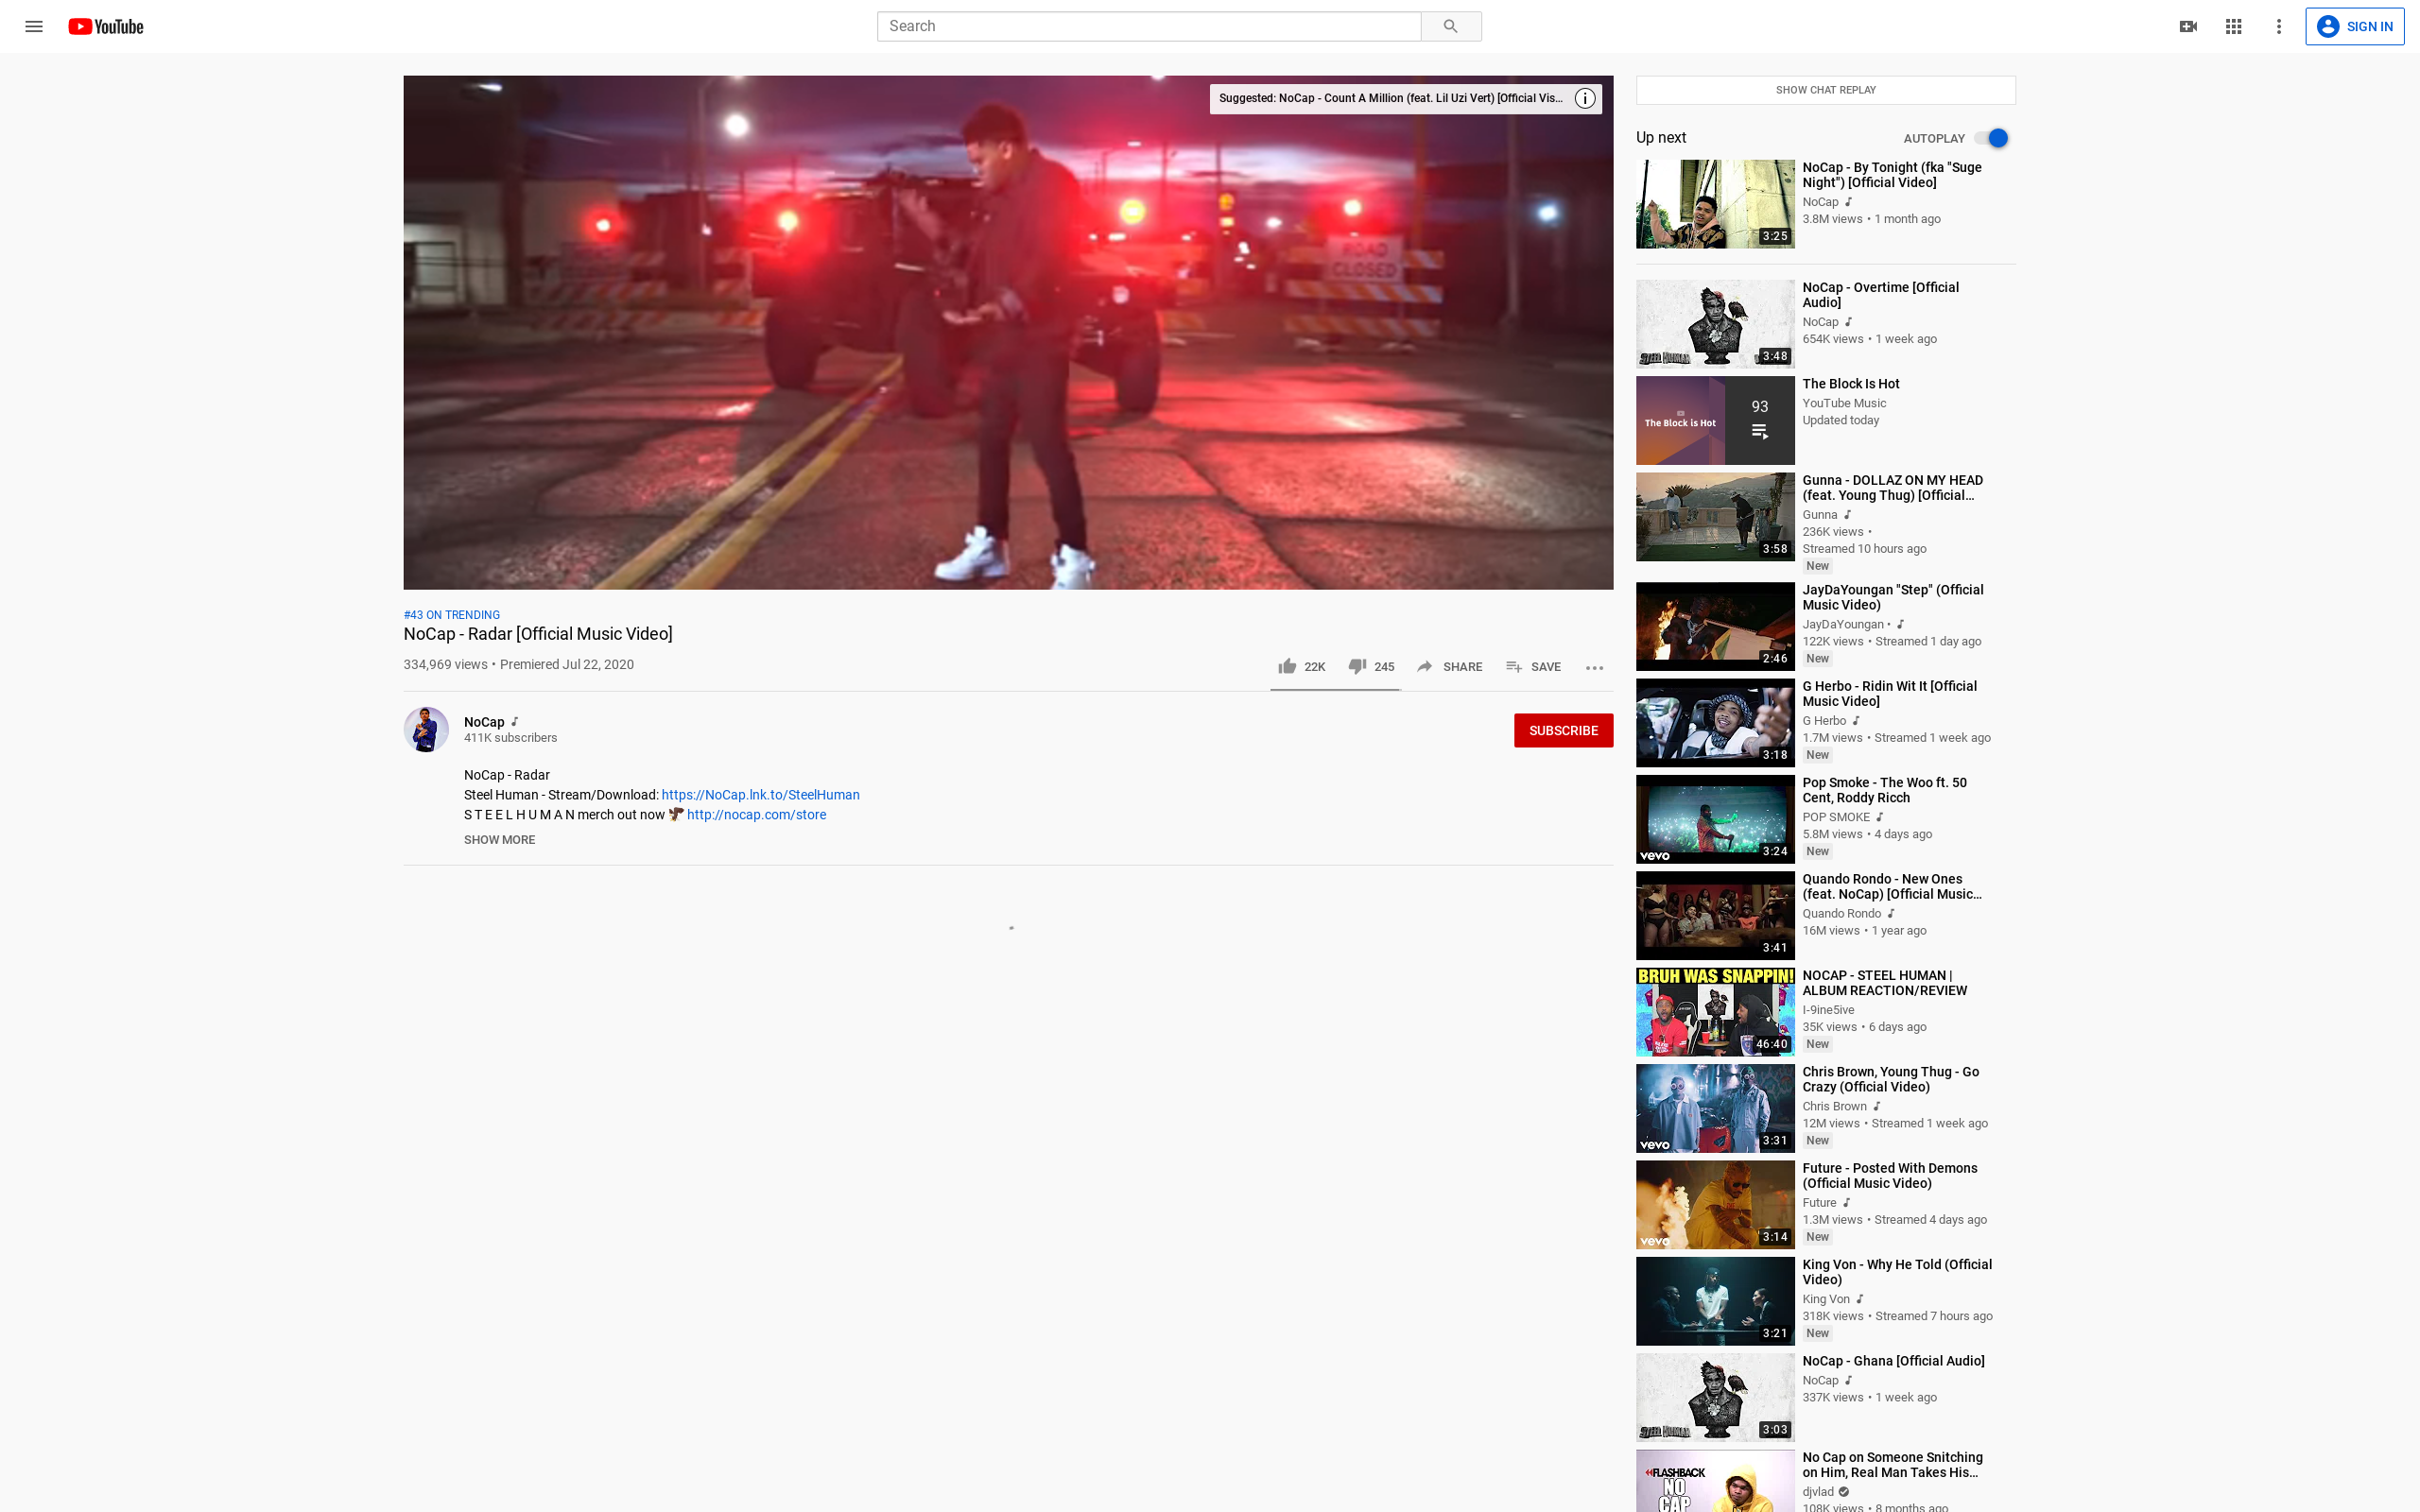 YouTube
Search
SIGN IN
Suggested: NoCap - Count A Million (feat. Lil Uzi Vert) [Official Vis...
ROAD
CLOSED
#43 ON TRENDING
NoCap - Radar [Official Music Video]
334,969 views • Premiered Jul 22, 2020
22K
245
SHARE
SAVE
NoCap
411K subscribers
SUBSCRIBE
NoCap - Radar
Steel Human - Stream/Download: https://NoCap.lnk.to/SteelHuman
S T E E L H U M A N merch out now 🦅 http://nocap.com/store
SHOW MORE
SHOW CHAT REPLAY
Up next
AUTOPLAY
3:25
NoCap - By Tonight (fka "Suge
Night") [Official Video]
NoCap
3.8M views • 1 month ago
STEEL HUMAN
3:48
NoCap - Overtime [Official
Audio]
NoCap
654K views • 1 week ago
The Block is Hot
93
The Block Is Hot
YouTube Music
Updated today
3:58
Gunna - DOLLAZ ON MY HEAD
(feat. Young Thug) [Official...
Gunna
236K views •
Streamed 10 hours ago
New
2:46
JayDaYoungan "Step" (Official
Music Video)
JayDaYoungan •
122K views • Streamed 1 day ago
New
3:18
G Herbo - Ridin Wit It [Official
Music Video]
G Herbo
1.7M views • Streamed 1 week ago
New
vevo
3:24
Pop Smoke - The Woo ft. 50
Cent, Roddy Ricch
POP SMOKE
5.8M views • 4 days ago
New
3:41
Quando Rondo - New Ones
(feat. NoCap) [Official Music...
Quando Rondo
16M views • 1 year ago
BRUH WAS SNAPPIN!
46:40
NOCAP - STEEL HUMAN |
ALBUM REACTION/REVIEW
I-9ine5ive
35K views • 6 days ago
New
vevo
3:31
Chris Brown, Young Thug - Go
Crazy (Official Video)
Chris Brown
12M views • Streamed 1 week ago
New
vevo
3:14
Future - Posted With Demons
(Official Music Video)
Future
1.3M views • Streamed 4 days ago
New
3:21
King Von - Why He Told (Official
Video)
King Von
318K views • Streamed 7 hours ago
New
STEEL HUMAN
3:03
NoCap - Ghana [Official Audio]
NoCap
337K views • 1 week ago
FLASHBACK
NO
CAP
No Cap on Someone Snitching
on Him, Real Man Takes His...
djvlad
108K views • 8 months ago